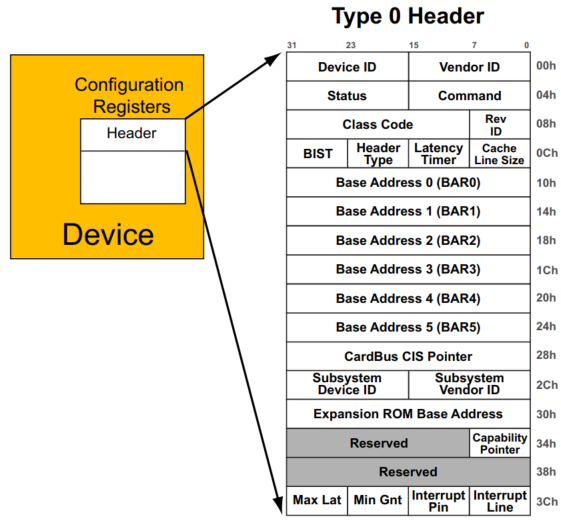 Type 0 Header
31 23 15 7 0
Configuration
Registers
Header
Device
Device ID Vendor ID 00h
Status Command 04h
Class Code Rev ID 08h
BIST Header Type Latency Timer Cache Line Size 0Ch
Base Address 0 (BAR0) 10h
Base Address 1 (BAR1) 14h
Base Address 2 (BAR2) 18h
Base Address 3 (BAR3) 1Ch
Base Address 4 (BAR4) 20h
Base Address 5 (BAR5) 24h
CardBus CIS Pointer 28h
Subsystem Device ID Subsystem Vendor ID 2Ch
Expansion ROM Base Address 30h
Reserved Capability Pointer 34h
Reserved 38h
Max Lat Min Gnt Interrupt Pin Interrupt Line 3Ch